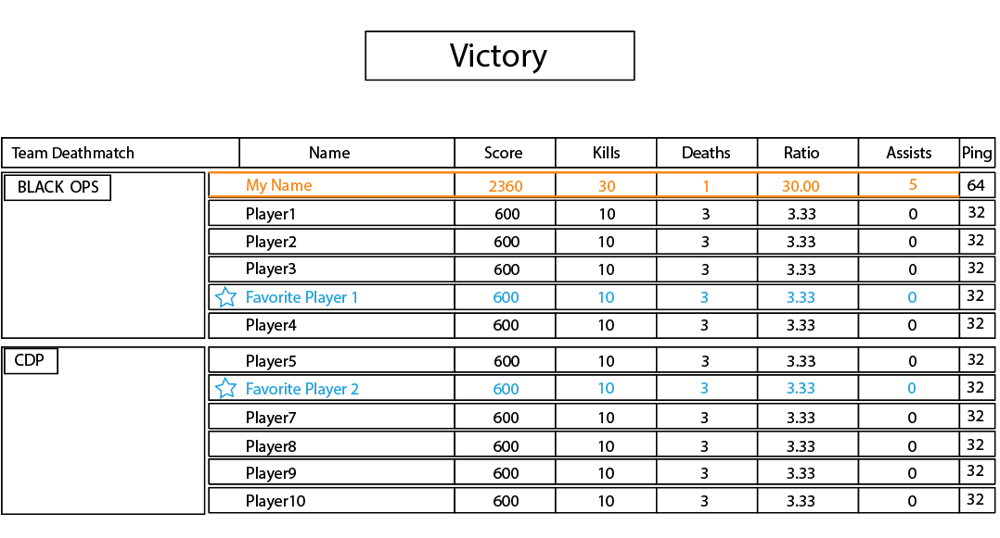 Victory
Team Deathmatch Name Score Kills Deaths Ratio Assists Ping
BLACK OPS My Name 2360 30 1 30.00 5 64
Player1 600 10 3 3.33 0 32
Player2 600 10 3 3.33 0 32
Player3 600 10 3 3.33 0 32
Favorite Player 1 600 10 3 3.33 0 32
Player4 600 10 3 3.33 0 32
CDP Player5 600 10 3 3.33 0 32
Favorite Player 2 600 10 3 3.33 0 32
Player7 600 10 3 3.33 0 32
Player8 600 10 3 3.33 0 32
Player9 600 10 3 3.33 0 32
Player10 600 10 3 3.33 0 32